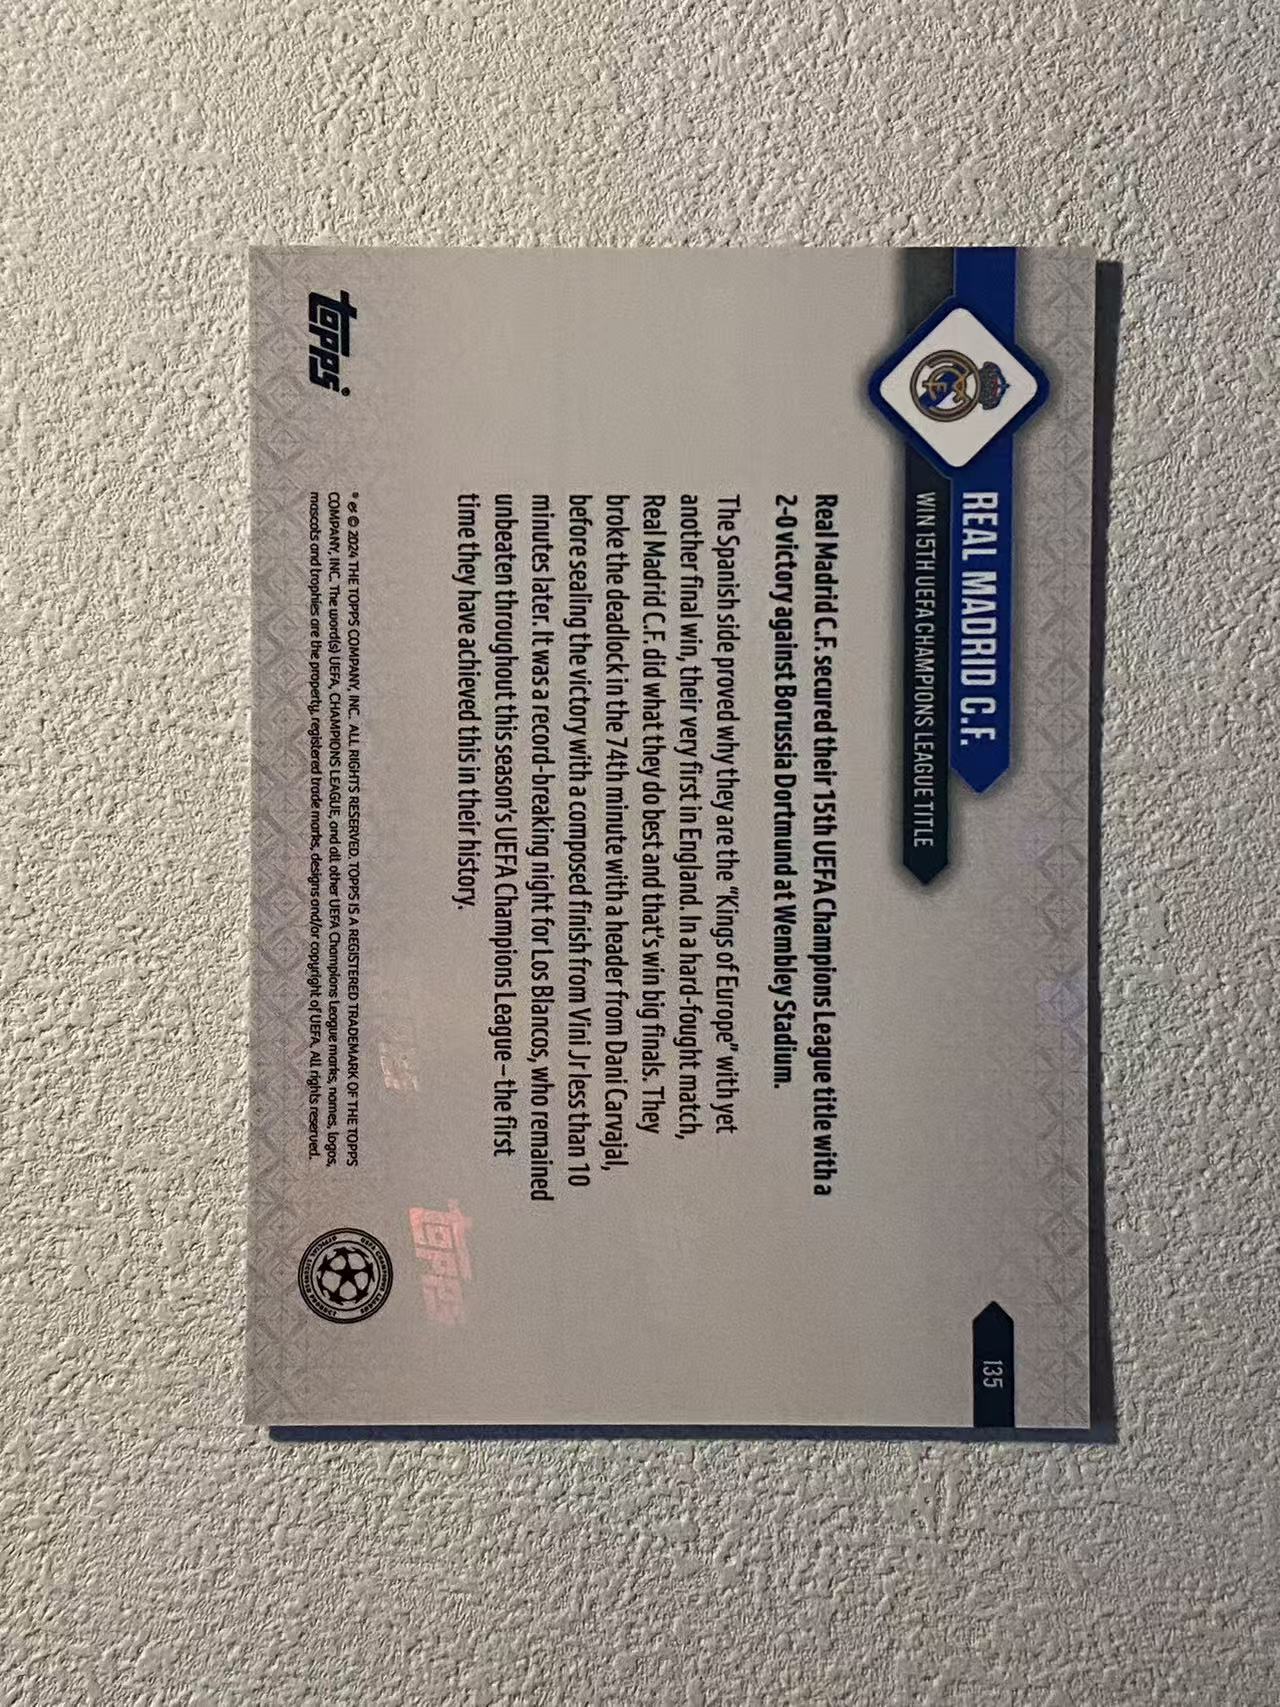 REAL MADRID C.F.
WIN 15TH UEFA CHAMPIONS LEAGUE TITLE
135
Real Madrid C.F. secured their 15th UEFA Champions League title with a
2-0 victory against Borussia Dortmund at Wembley Stadium.
The Spanish side proved why they are the “Kings of Europe” with yet
another final win, their very first in England. In a hard-fought match,
Real Madrid C.F. did what they do best and that's win big finals. They
broke the deadlock in the 74th minute with a header from Dani Carvajal,
before sealing the victory with a composed finish from Vini Jr less than 10
minutes later. It was a record-breaking night for Los Blancos, who remained
unbeaten throughout this season's UEFA Champions League – the first
time they have achieved this in their history.
topps®
topps
® & © 2024 THE TOPPS COMPANY, INC. ALL RIGHTS RESERVED. TOPPS IS A REGISTERED TRADEMARK OF THE TOPPS
COMPANY, INC. The word(s) UEFA, CHAMPIONS LEAGUE, and all other UEFA Champions League marks, names, logos,
mascots and trophies are the property, registered trade marks, designs and/or copyright of UEFA. All rights reserved.
UEFA CHAMPIONS LEAGUE
OFFICIAL LICENSED PRODUCT